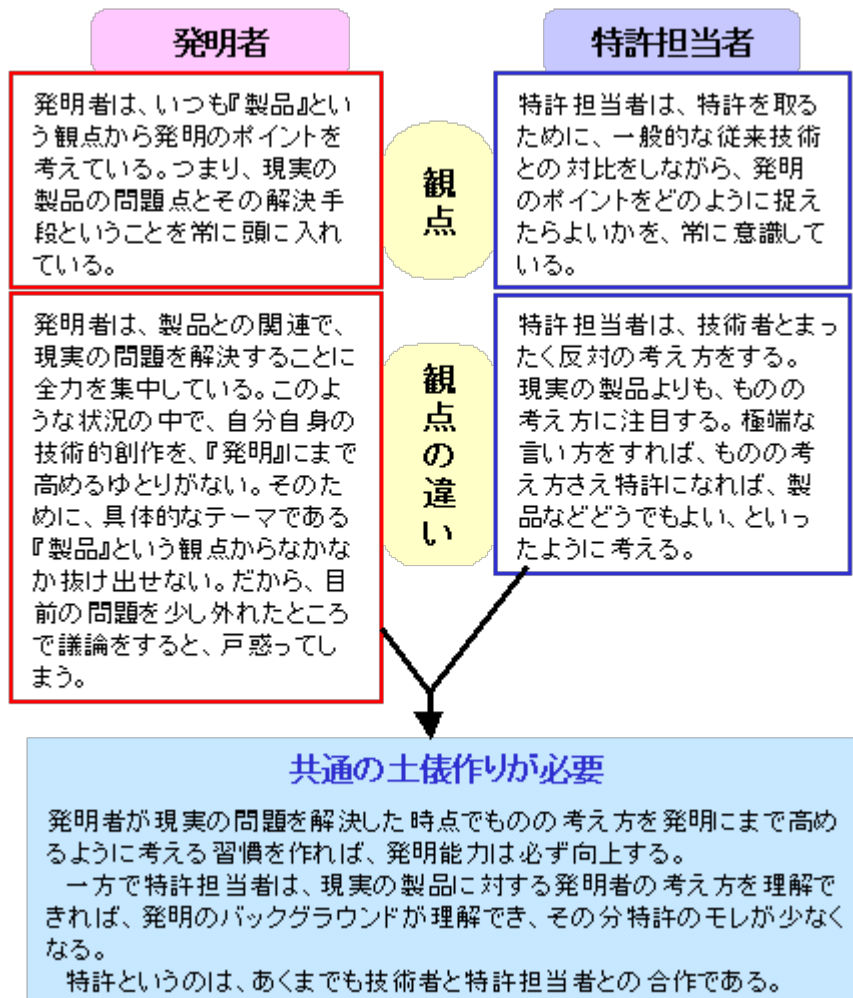 発明者
特許担当者
発明者は、いつも『製品』とい
う観点から発明のポイントを
考えている。つまり、現実の
製品の問題点とその解決手
段ということを常に頭に入れ
ている。
観点
特許担当者は、特許を取る
ために、一般的な従来技術
との対比をしながら、発明
のポイントをどのように捉え
たらよいかを、常に意識して
いる。
発明者は、製品との関連で、
現実の問題を解決することに
全力を集中している。このよ
うな状況の中で、自分自身の
技術的創作を、『発明』にまで
高めるゆとりがない。そのた
めに、具体的なテーマである
『製品』という観点からなかな
か抜け出せない。だから、目
前の問題を少し外れたところ
で議論をすると、戸惑ってし
まう。
観点の違い
特許担当者は、技術者とまっ
たく反対の考え方をする。
現実の製品よりも、ものの
考え方に注目する。極端な
言い方をすれば、ものの考
え方さえ特許になれば、製
品などどうでもよい、といっ
たように考える。
共通の土俵作りが必要
発明者が現実の問題を解決した時点でものの考え方を発明にまで高め
るように考える習慣を作れば、発明能力は必ず向上する。
一方で特許担当者は、現実の製品に対する発明者の考え方を理解で
きれば、発明のバックグラウンドが理解でき、その分特許のモレが少なく
なる。
特許というのは、あくまでも技術者と特許担当者との合作である。